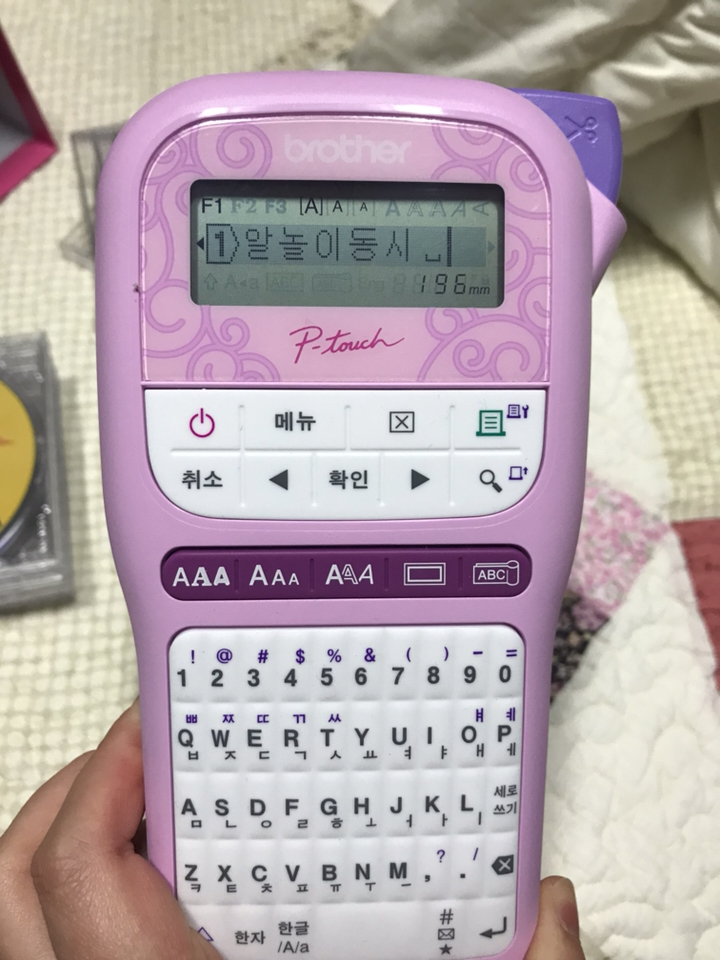 brother
F1 F2 F3 [A] A A A A A A A
1 알놀이동시 ㅂ
A◂a Eng 196mm
P-touch
메뉴
취소 ◀ 확인 ▶
AAA AAA AAA ABC
! @ # $ % & ( ) - =
1 2 3 4 5 6 7 8 9 0
ㅃ ㅉ ㄸ ㄲ ㅆ ㅒ ㅖ
Q W E R T Y U I O P
ㅂ ㅈ ㄷ ㄱ ㅅ ㅛ ㅕ ㅑ ㅐ ㅔ
A S D F G H J K L 세로쓰기
ㅁ ㄴ ㅇ ㄹ ㅎ ㅗ ㅓ ㅏ ㅣ
? /
Z X C V B N M , .
ㅋ ㅌ ㅊ ㅍ ㅠ ㅜ ㅡ
한자 한글/A/a # ✉ ★